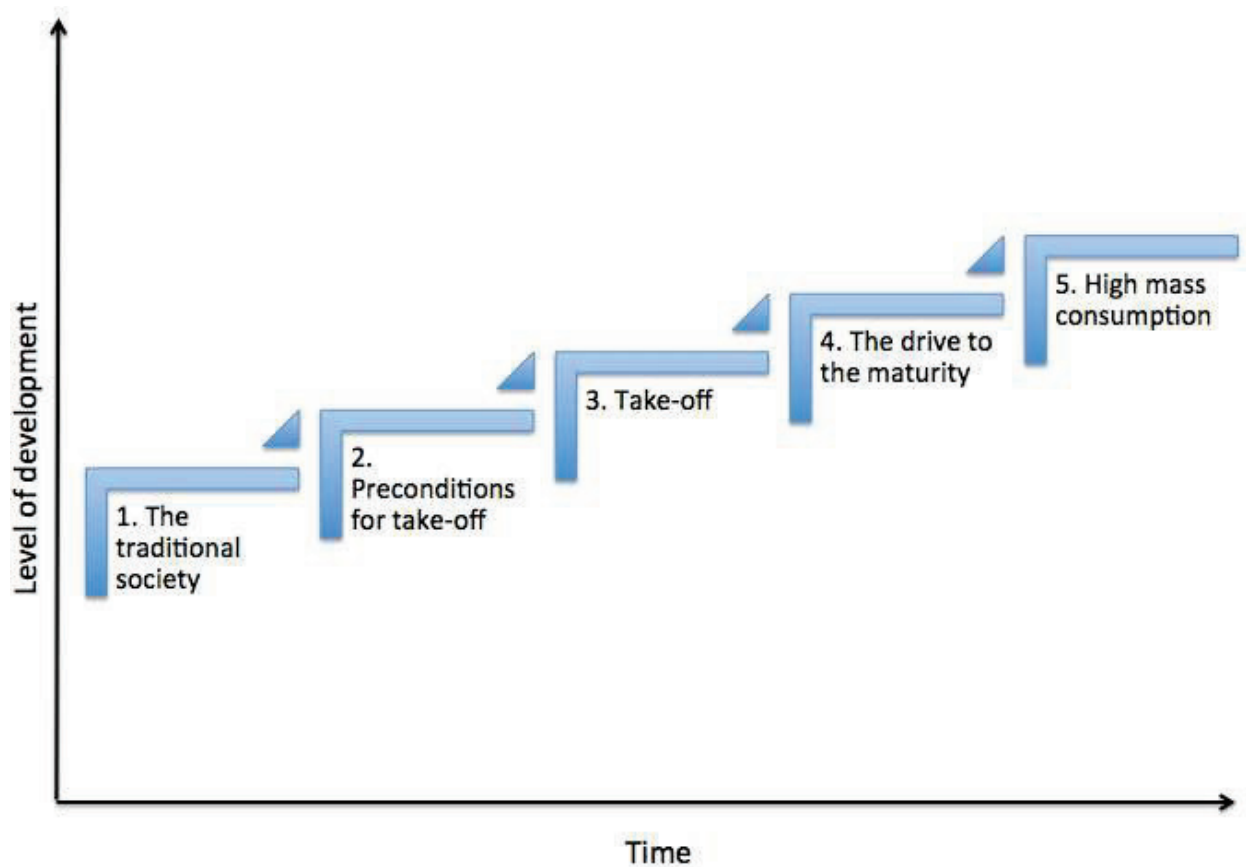 Level of development
1. The
traditional
society
2.
Preconditions
for take-off
3. Take-off
4. The drive to
the maturity
5. High mass
consumption
Time